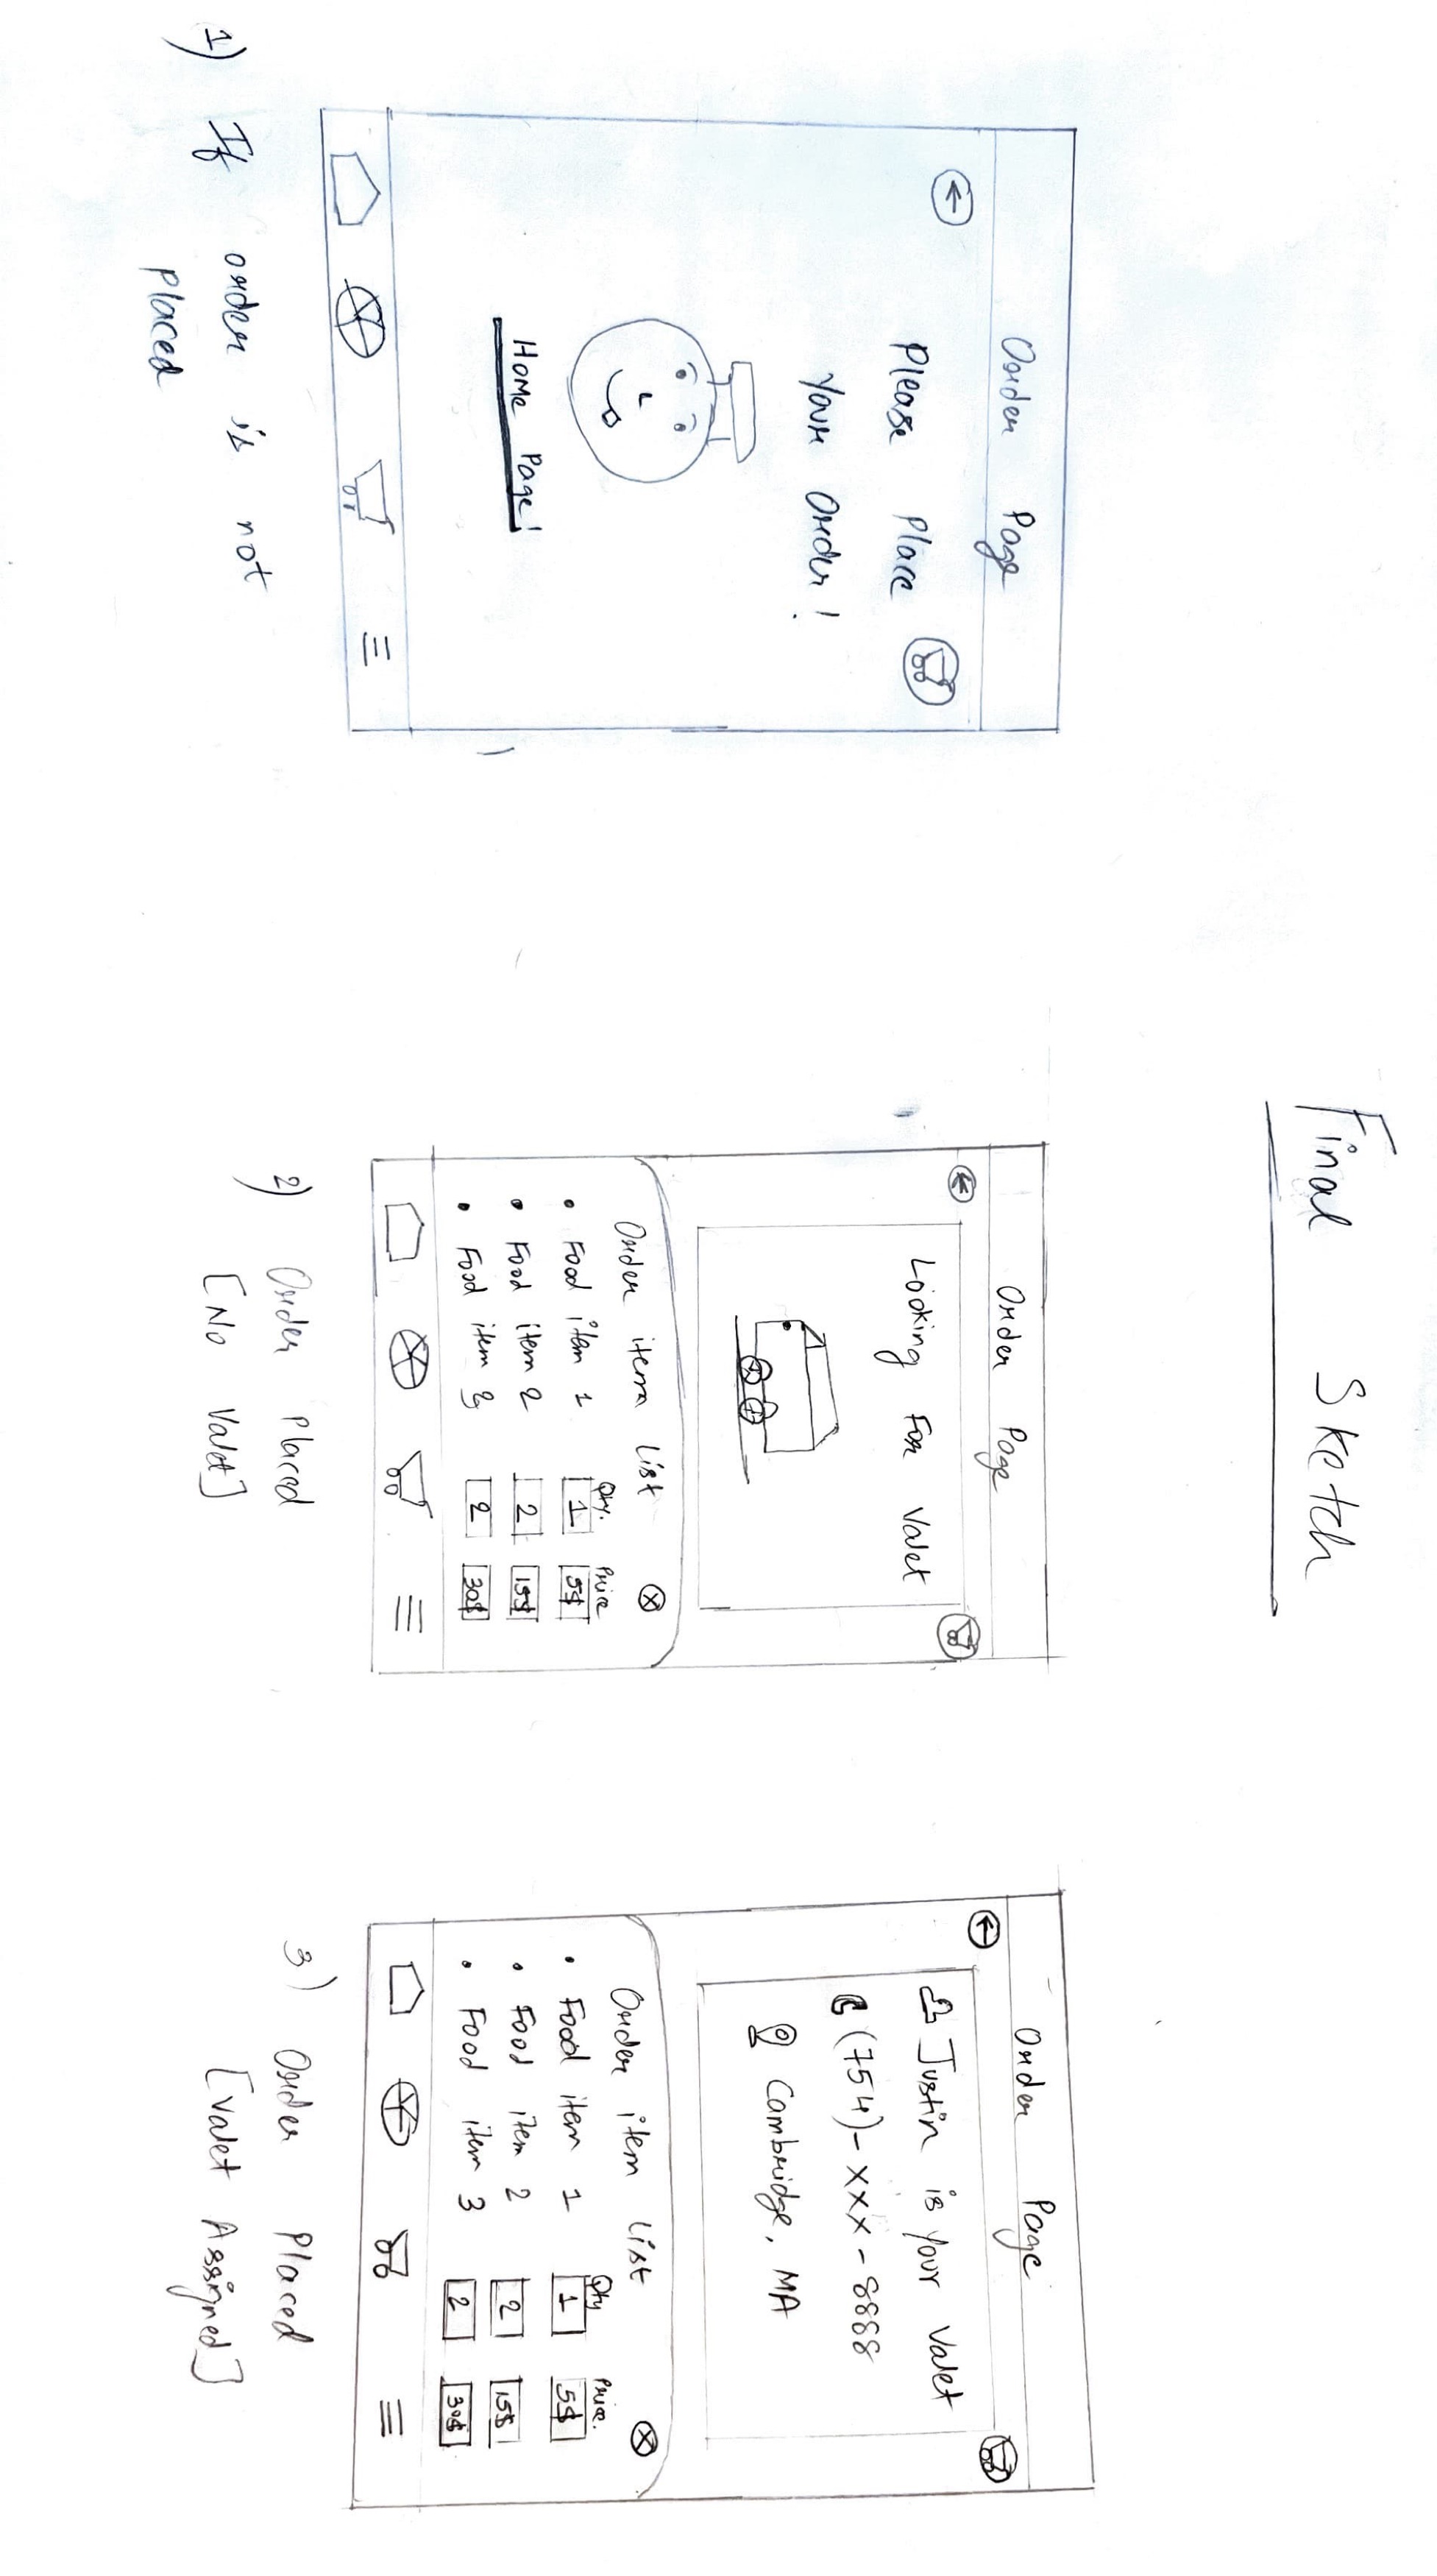 Final Sketch
Order Page
Please Place
Your Order!
Home Page!
1) If order is not
placed
Order Page
Looking For Valet
Order item List
Qty. Price
• Food item 1 1 5$
• Food item 2 2 15$
• Food item 3 2 30$
2) Order Placed
[No Valet]
Order Page
Justin is your Valet
(754)-XXX-8888
Cambridge, MA
Order item List
Qty Price.
• Food item 1 1 5$
• Food item 2 2 15$
• Food item 3 2 30$
3) Order Placed
[Valet Assigned]